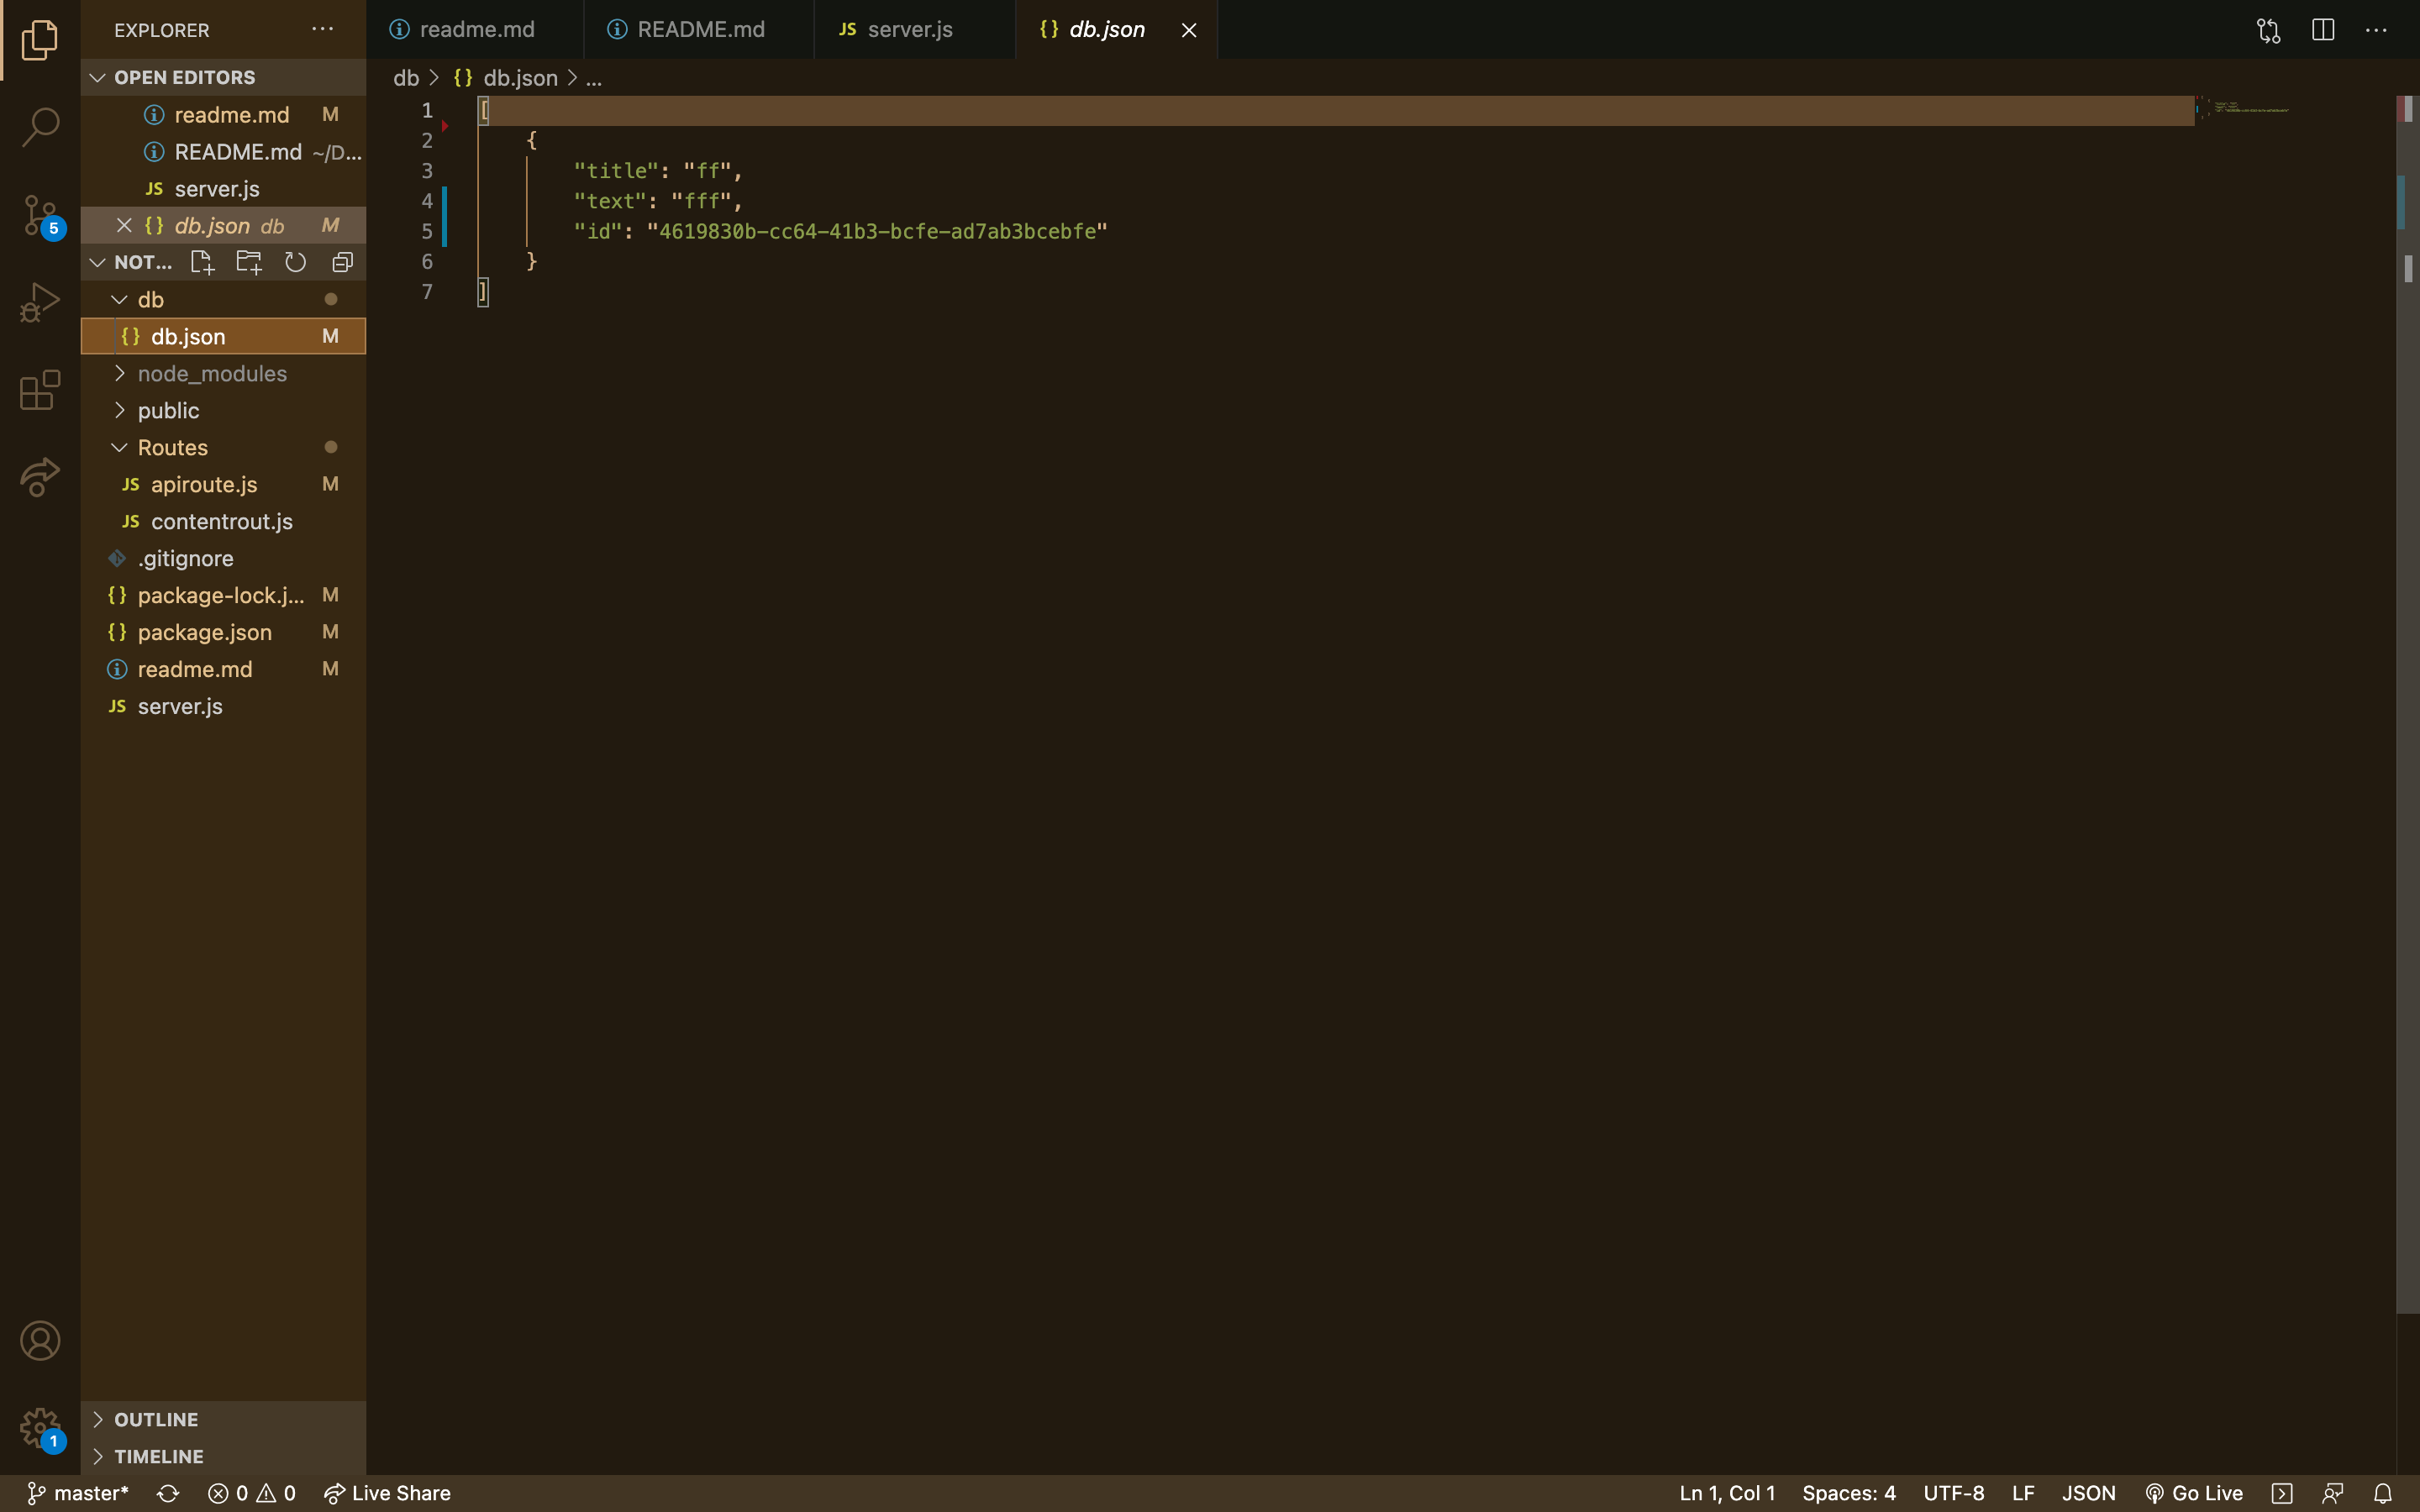 EXPLORER
readme.md
README.md
JS server.js
{} db.json
OPEN EDITORS
readme.md M
README.md ~/D...
JS server.js
{} db.json db M
NOT...
db
{} db.json M
node_modules
public
Routes
JS apiroute.js M
JS contentrout.js
.gitignore
{} package-lock.j... M
{} package.json M
readme.md M
JS server.js
OUTLINE
TIMELINE
5
1
db > {} db.json > ...
1 [
2 {
3 "title": "ff",
4 "text": "fff",
5 "id": "4619830b-cc64-41b3-bcfe-ad7ab3bcebfe"
6 }
7 ]
master* 0 0 Live Share
Ln 1, Col 1 Spaces: 4 UTF-8 LF JSON Go Live